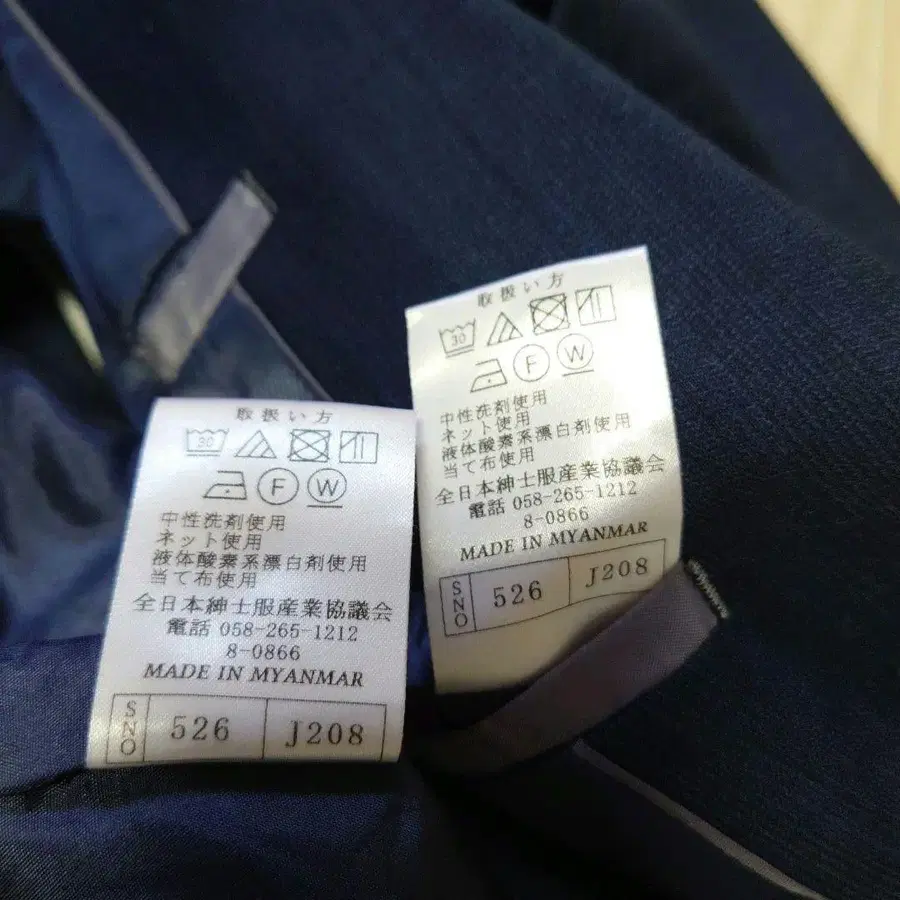 取扱い方
30
F W
中性洗剤使用
ネット使用
液体酸素系漂白剤使用
当て布使用
全日本紳士服産業協議会
電話 058-265-1212
8-0866
MADE IN MYANMAR
SNO 526 J208
取扱い方
30
F W
中性洗剤使用
ネット使用
液体酸素系漂白剤使用
当て布使用
全日本紳士服産業協議会
電話 058-265-1212
8-0866
MADE IN MYANMAR
SNO 526 J208